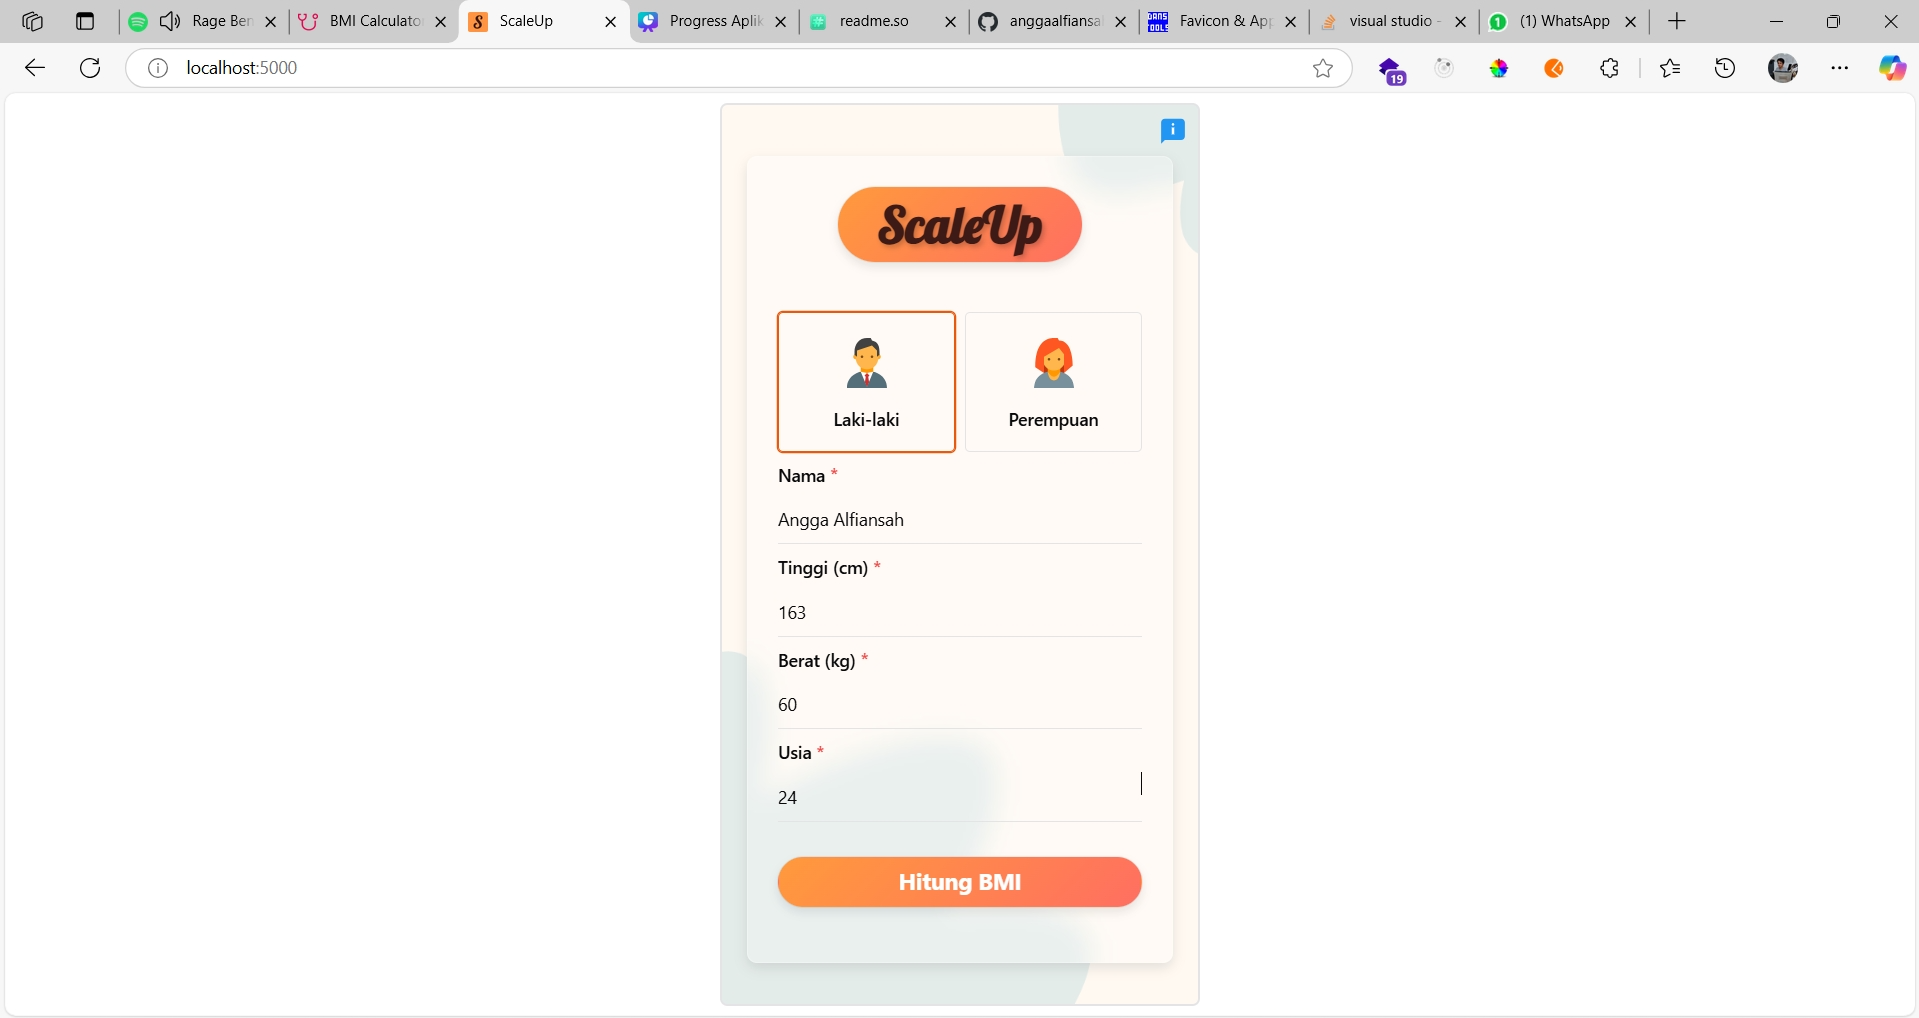 Rage Ben
BMI Calculato
ScaleUp
Progress Aplik
readme.so
anggaalfiansa
Favicon & App
visual studio -
(1) WhatsApp
localhost:5000
19
ScaleUp
Laki-laki
Perempuan
Nama *
Angga Alfiansah
Tinggi (cm) *
163
Berat (kg) *
60
Usia *
24
Hitung BMI